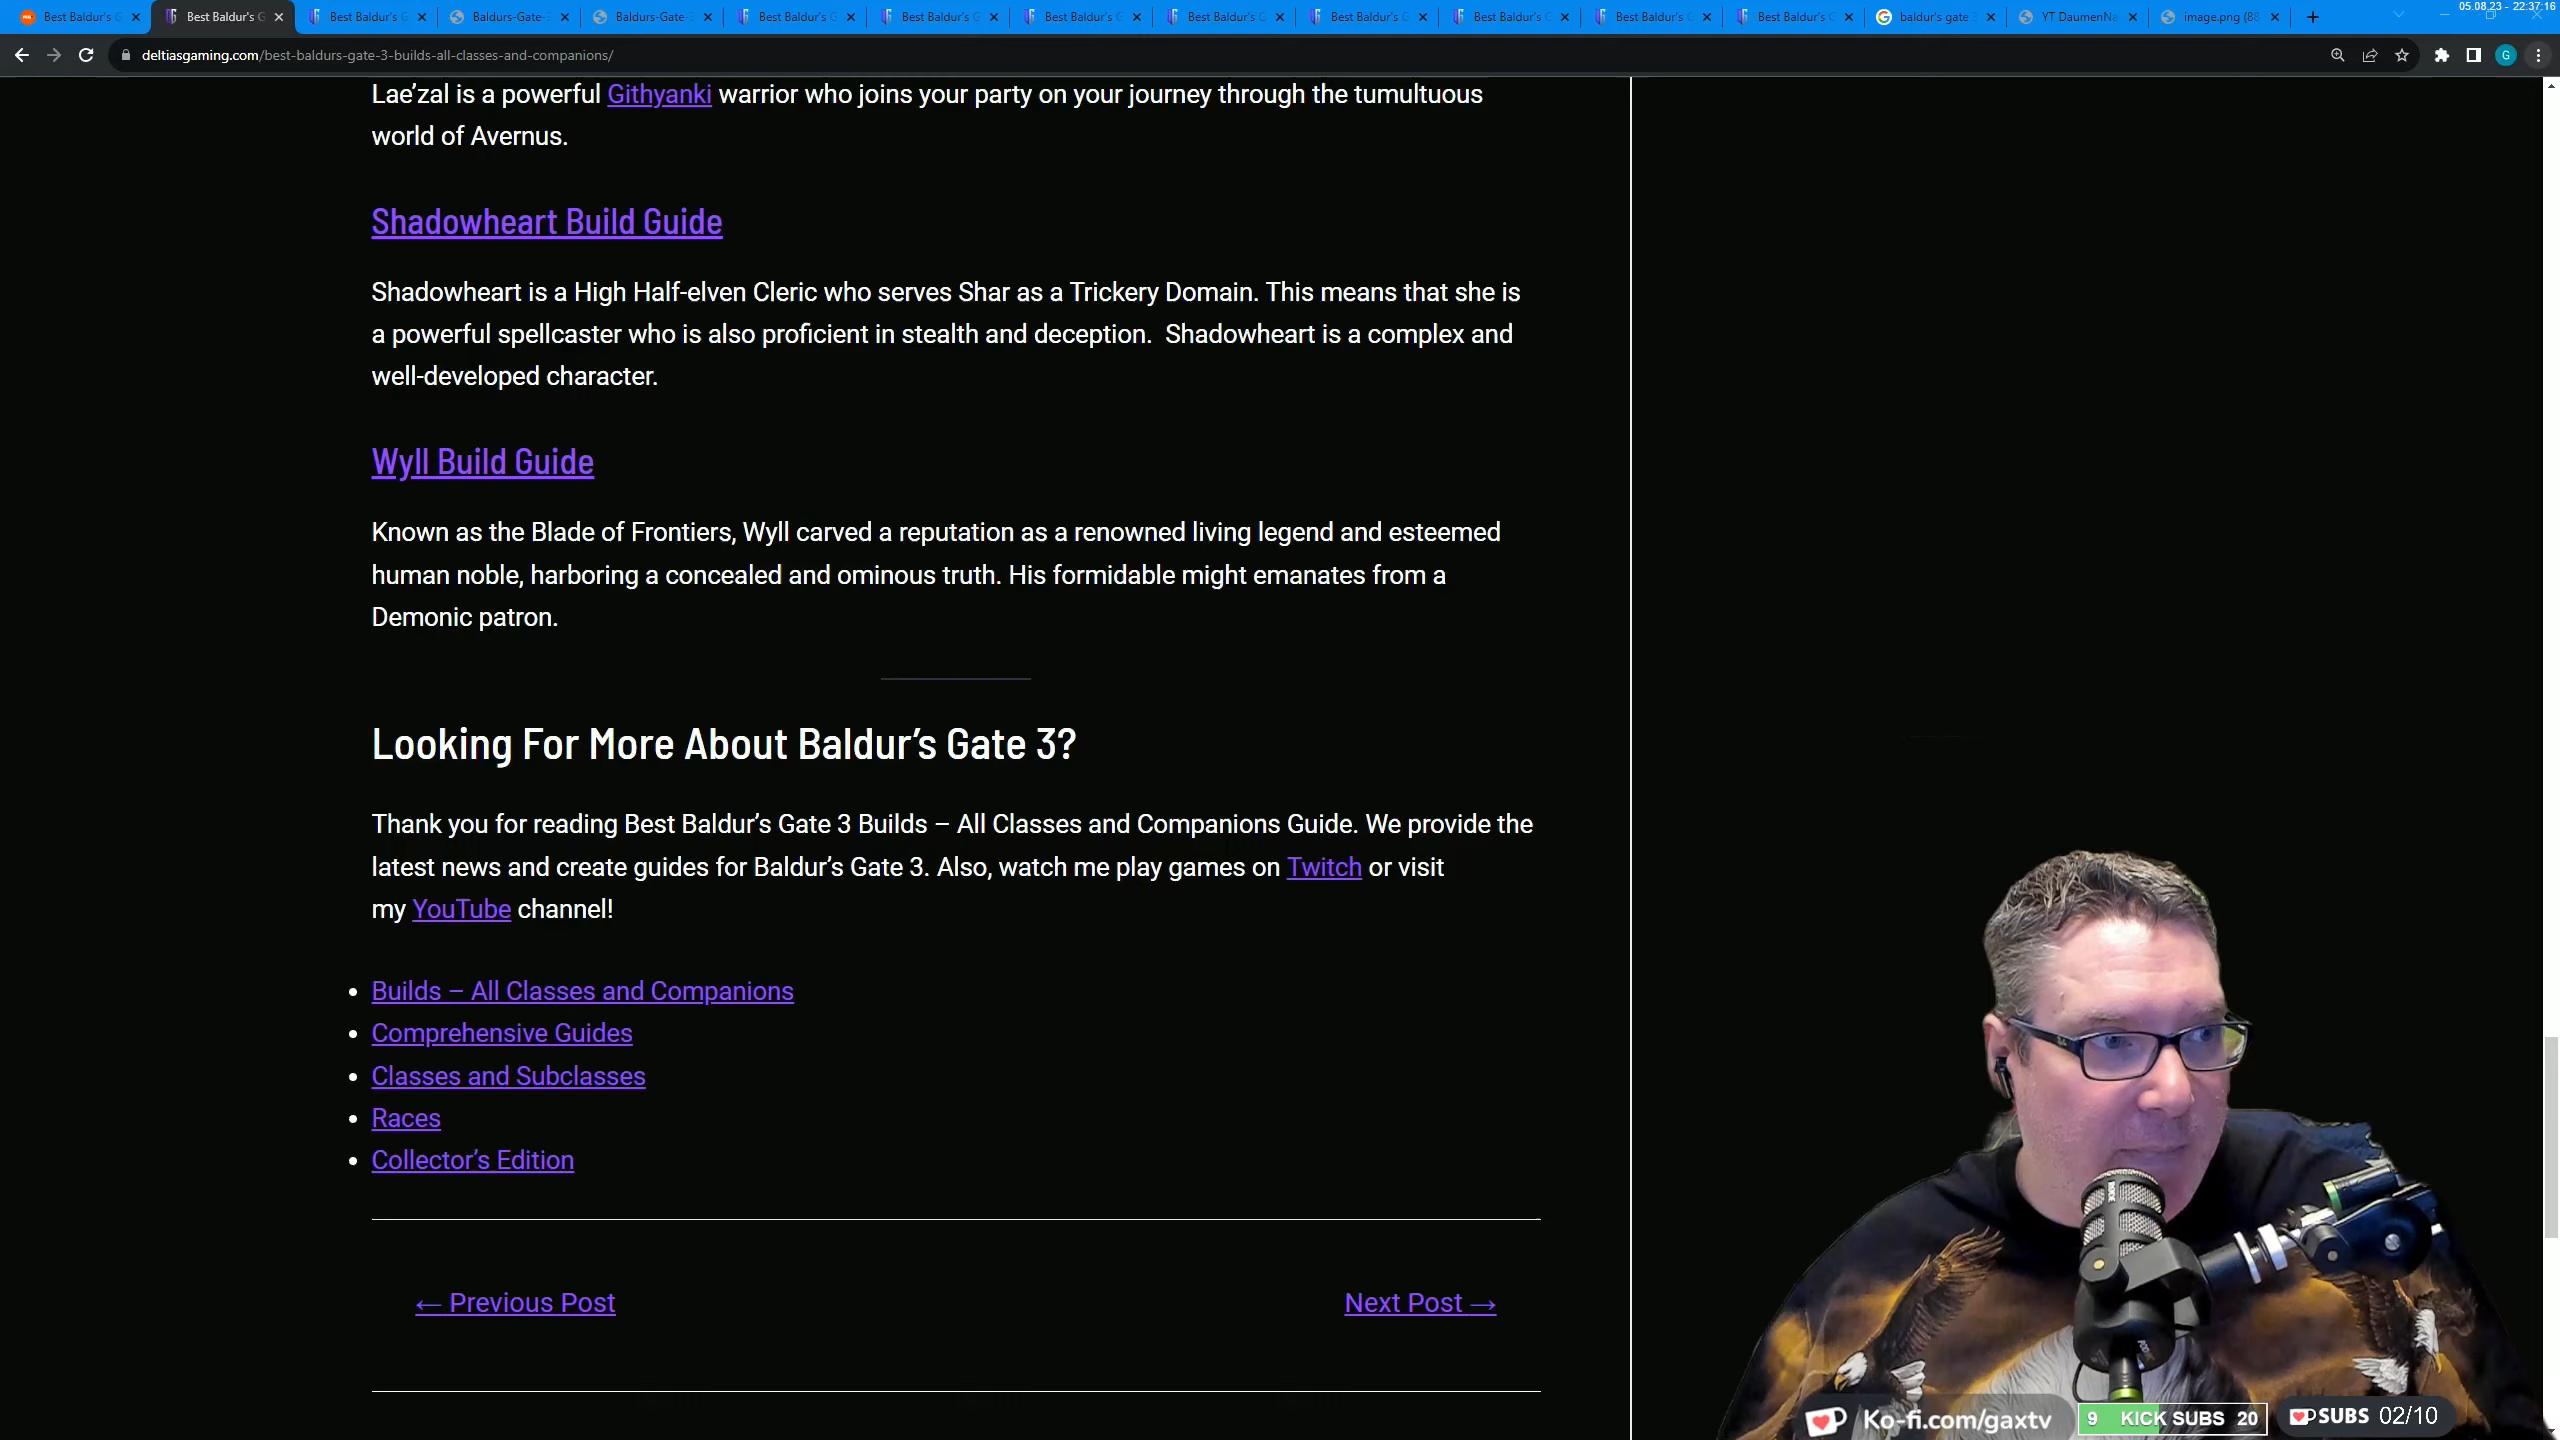 05.08.23 - 22:37:16
Best Baldur's G
Best Baldur's G
Best Baldur's G
Baldurs-Gate-3
Baldurs-Gate-3
Best Baldur's G
Best Baldur's G
Best Baldur's G
Best Baldur's G
Best Baldur's G
Best Baldur's G
Best Baldur's G
Best Baldur's G
baldur's gate 3
YT DaumenNa
image.png (88
deltiasgaming.com/best-baldurs-gate-3-builds-all-classes-and-companions/
G
Lae’zal is a powerful Githyanki warrior who joins your party on your journey through the tumultuous
world of Avernus.
Shadowheart Build Guide
Shadowheart is a High Half-elven Cleric who serves Shar as a Trickery Domain. This means that she is
a powerful spellcaster who is also proficient in stealth and deception.  Shadowheart is a complex and
well-developed character.
Wyll Build Guide
Known as the Blade of Frontiers, Wyll carved a reputation as a renowned living legend and esteemed
human noble, harboring a concealed and ominous truth. His formidable might emanates from a
Demonic patron.
Looking For More About Baldur’s Gate 3?
Thank you for reading Best Baldur’s Gate 3 Builds – All Classes and Companions Guide. We provide the
latest news and create guides for Baldur’s Gate 3. Also, watch me play games on Twitch or visit
my YouTube channel!
• Builds – All Classes and Companions
• Comprehensive Guides
• Classes and Subclasses
• Races
• Collector’s Edition
← Previous Post
Next Post →
RØDE
Ko-fi.com/gaxtv
9 KICK SUBS 20
SUBS 02/10